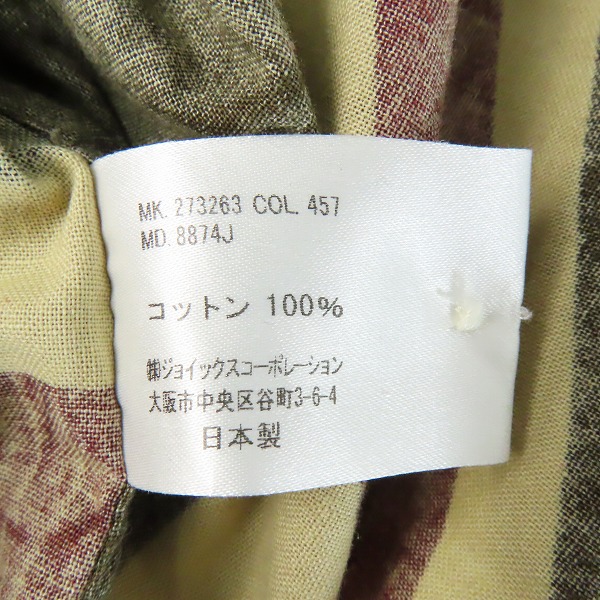 MK. 273263 COL. 457
MD. 8874J
コットン 100%
㈱ジョイックスコーポレーション
大阪市中央区谷町3-6-4
日本製